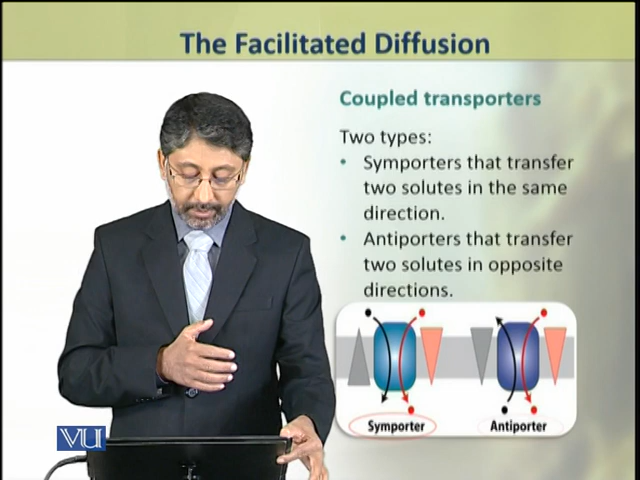 The Facilitated Diffusion
Coupled transporters
Two types:
• Symporters that transfer
two solutes in the same
direction.
• Antiporters that transfer
two solutes in opposite
directions.
Symporter
Antiporter
VU